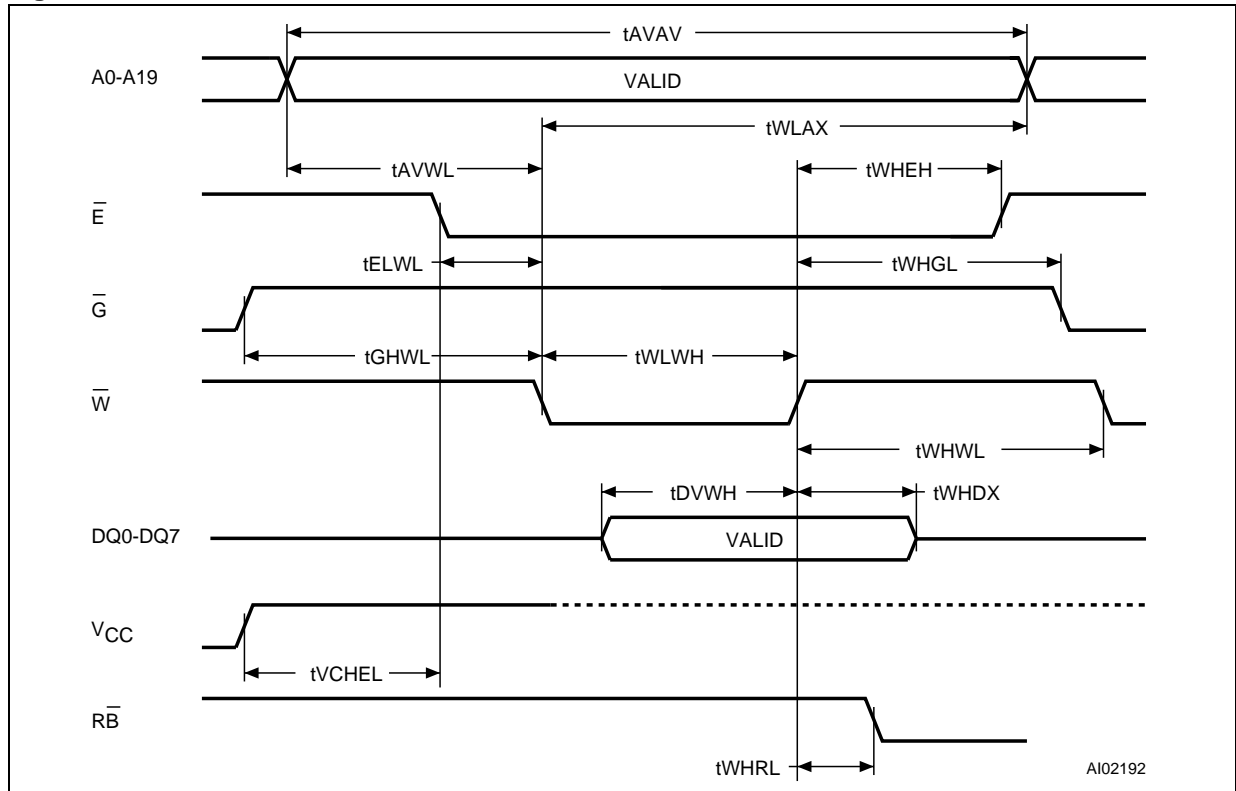 tAVAV
A0-A19
VALID
tWLAX
tAVWL
tWHEH
E̅
tELWL
tWHGL
G̅
tGHWL
tWLWH
W̅
tWHWL
tDVWH
tWHDX
DQ0-DQ7
VALID
VCC
tVCHEL
RB̅
tWHRL
AI02192